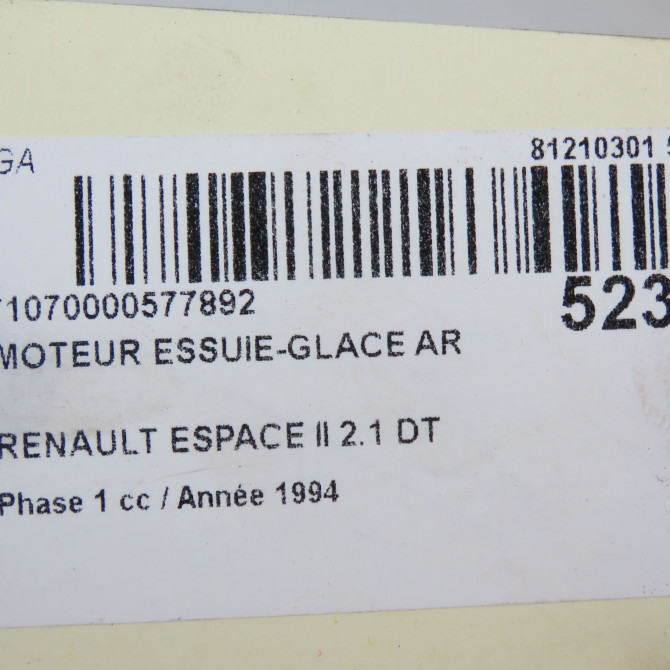 GA
81210301
71070000577892
523
MOTEUR ESSUIE-GLACE AR
RENAULT ESPACE II 2.1 DT
Phase 1 cc / Année 1994